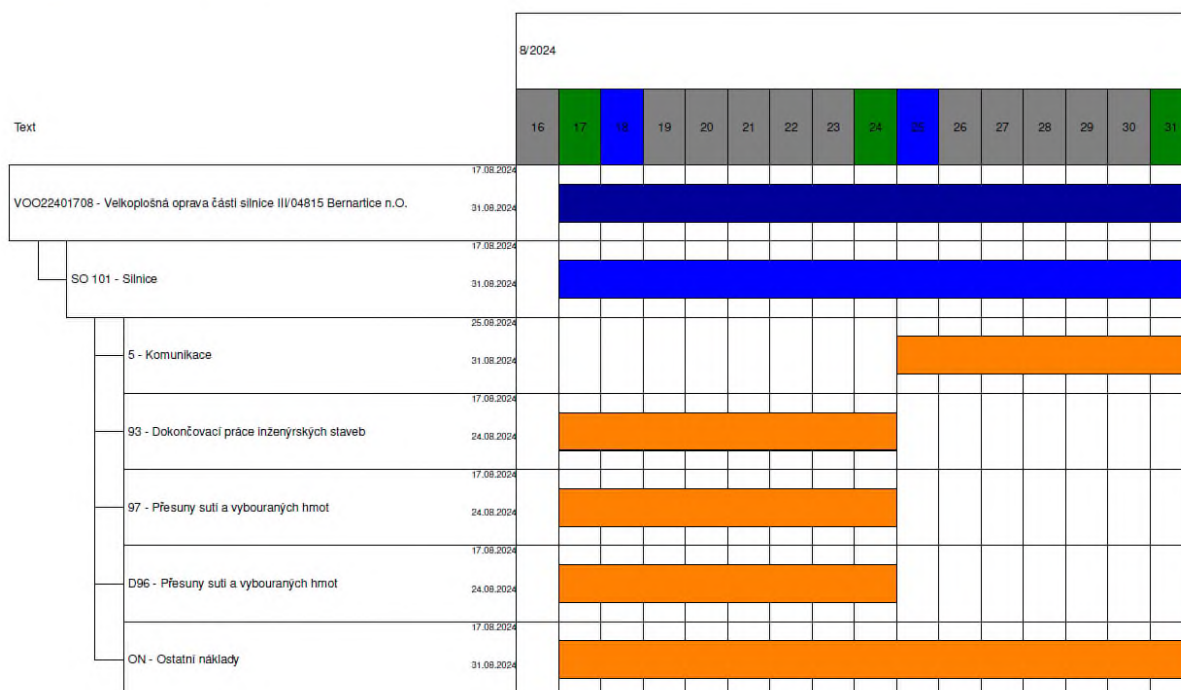 8/2024
Text
16 17 18 19 20 21 22 23 24 25 26 27 28 29 30 31
17.08.2024
VOO22401708 - Velkoplošná oprava části silnice III/04815 Bernartice n.O.
31.08.2024
17.08.2024
SO 101 - Silnice
31.08.2024
25.08.2024
5 - Komunikace
31.08.2024
17.08.2024
93 - Dokončovací práce inženýrských staveb
24.08.2024
17.08.2024
97 - Přesuny suti a vybouraných hmot
24.08.2024
17.08.2024
D96 - Přesuny suti a vybouraných hmot
24.08.2024
17.08.2024
ON - Ostatní náklady
31.08.2024